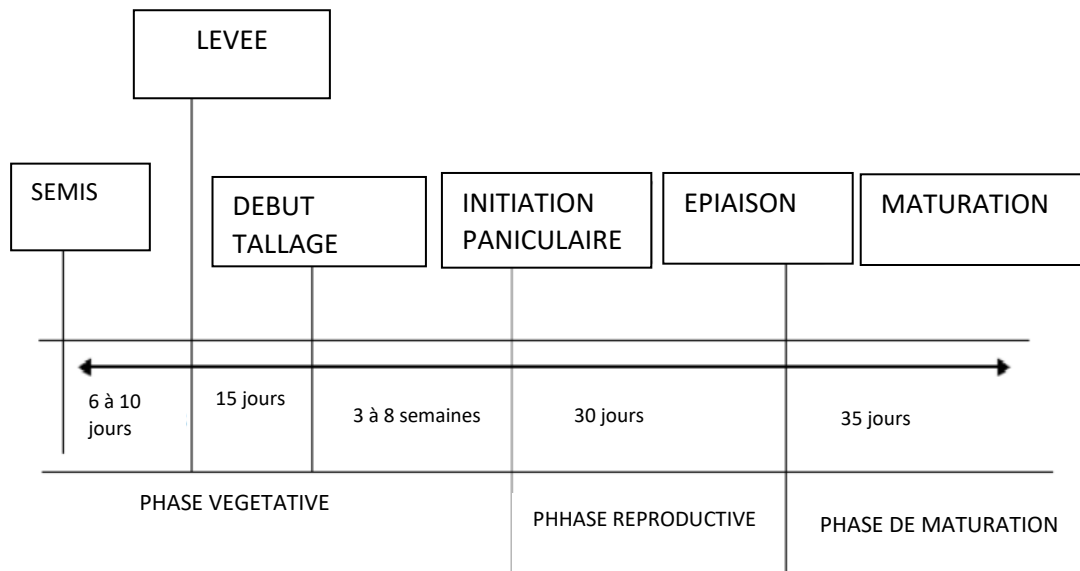 LEVEE
SEMIS
DEBUT
TALLAGE
INITIATION
PANICULAIRE
EPIAISON
MATURATION
6 à 10
jours
15 jours
3 à 8 semaines
30 jours
35 jours
PHASE VEGETATIVE
PHHASE REPRODUCTIVE
PHASE DE MATURATION